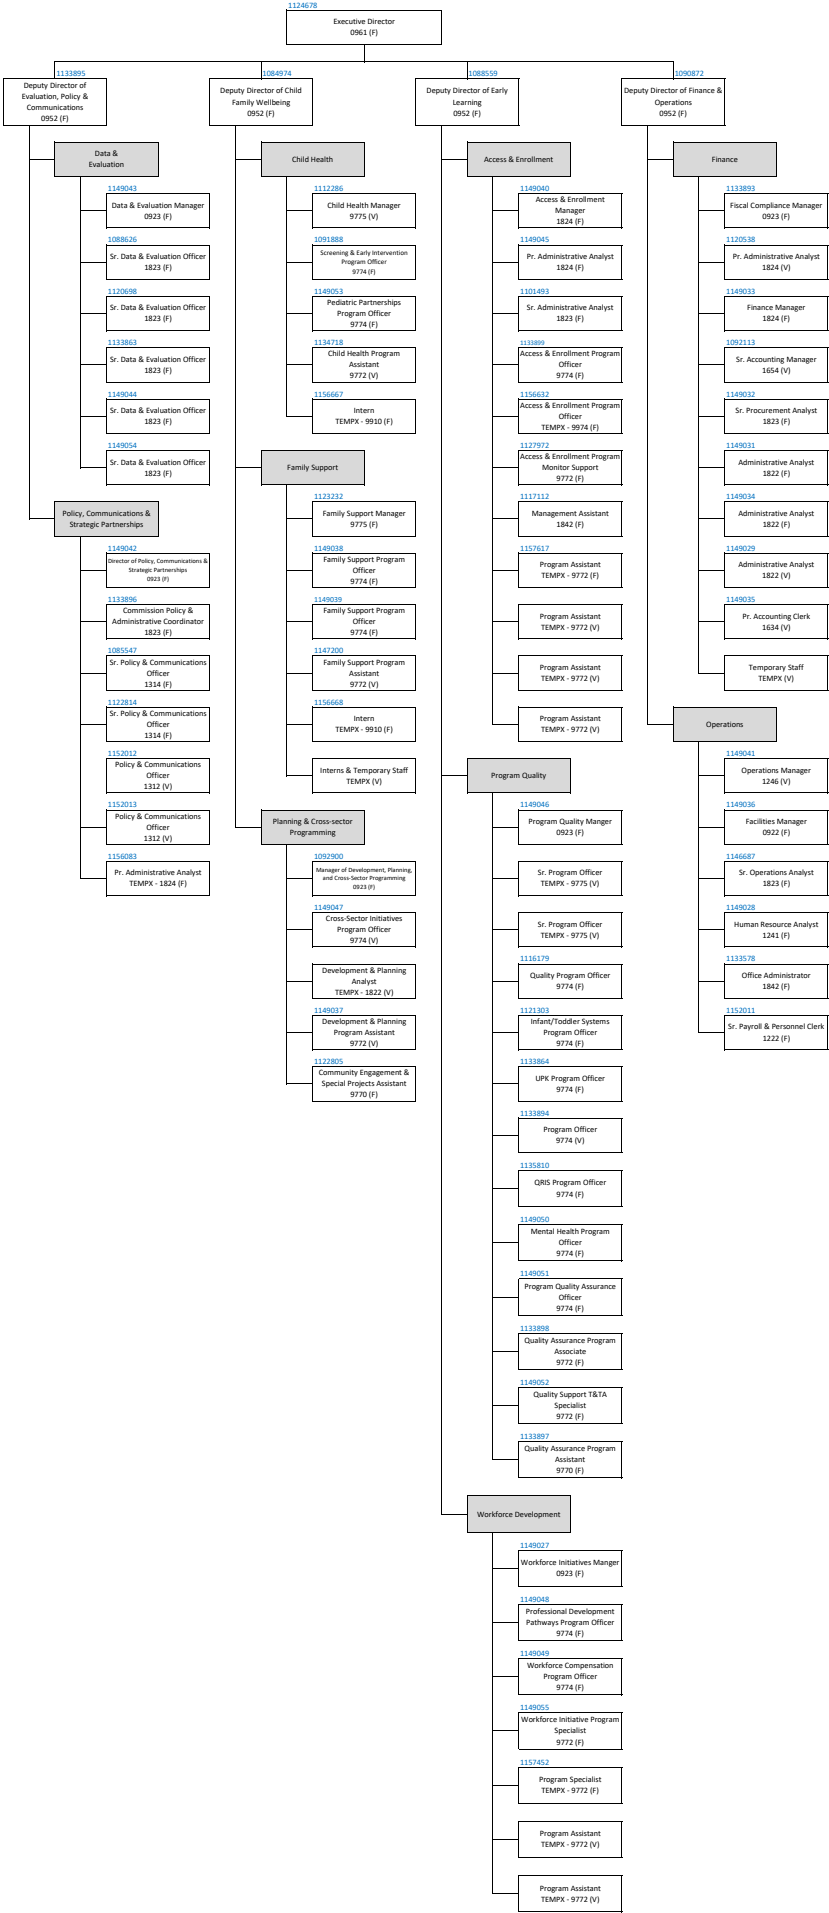 1124678
Executive Director
0961 (F)
1133895
Deputy Director of
Evaluation, Policy &
Communications
0952 (F)
1084974
Deputy Director of Child
Family Wellbeing
0952 (F)
1088559
Deputy Director of Early
Learning
0952 (F)
1090872
Deputy Director of Finance &
Operations
0952 (F)
Data &
Evaluation
1149043
Data & Evaluation Manager
0923 (F)
1088626
Sr. Data & Evaluation Officer
1823 (F)
1120698
Sr. Data & Evaluation Officer
1823 (F)
1133863
Sr. Data & Evaluation Officer
1823 (F)
1149044
Sr. Data & Evaluation Officer
1822 (F)
1149054
Sr. Data & Evaluation Officer
1823 (F)
Policy, Communications &
Strategic Partnerships
1149042
Director of Policy, Communications &
Strategic Partnerships
0923 (F)
1133896
Commission Policy &
Administrative Coordinator
1823 (F)
1085547
Sr. Policy & Communications
Officer
1314 (F)
1122814
Sr. Policy & Communications
Officer
1314 (F)
1152012
Policy & Communications
Officer
1312 (V)
1152013
Policy & Communications
Officer
1312 (V)
1156083
Pr. Administrative Analyst
TEMPX - 1824 (F)
Child Health
1112286
Child Health Manager
9775 (V)
1091888
Screening & Early Intervention
Program Officer
9774 (F)
1149053
Pediatric Partnerships
Program Officer
9774 (F)
1134718
Child Health Program
Assistant
9772 (V)
1156667
Intern
TEMPX - 9910 (F)
Family Support
1123232
Family Support Manager
9775 (F)
1149038
Family Support Program
Officer
9774 (F)
1149039
Family Support Program
Officer
9774 (F)
1147200
Family Support Program
Assistant
9772 (V)
1156668
Intern
TEMPX - 9910 (F)
Interns & Temporary Staff
TEMPX (V)
Planning & Cross-sector
Programming
1092900
Manager of Development, Planning,
and Cross-Sector Programming
0923 (F)
1149047
Cross-Sector Initiatives
Program Officer
9774 (V)
Development & Planning
Analyst
TEMPX - 1822 (V)
1149037
Development & Planning
Program Assistant
9772 (V)
1122805
Community Engagement &
Special Projects Assistant
9770 (F)
Access & Enrollment
1149040
Access & Enrollment
Manager
1824 (F)
1149045
Pr. Administrative Analyst
1824 (F)
1101493
Sr. Administrative Analyst
1823 (F)
1133899
Access & Enrollment Program
Officer
9774 (F)
1156632
Access & Enrollment Program
Officer
TEMPX - 9974 (F)
1127972
Access & Enrollment Program
Monitor Support
9772 (F)
1117112
Management Assistant
1842 (F)
1157617
Program Assistant
TEMPX - 9772 (F)
Program Assistant
TEMPX - 9772 (V)
Program Assistant
TEMPX - 9772 (V)
Program Assistant
TEMPX - 9772 (V)
Program Quality
1149046
Program Quality Manger
0923 (F)
Sr. Program Officer
TEMPX - 9775 (V)
Sr. Program Officer
TEMPX - 9775 (V)
1116179
Quality Program Officer
9774 (F)
1121303
Infant/Toddler Systems
Program Officer
9774 (F)
1133864
UPK Program Officer
9774 (F)
1133894
Program Officer
9774 (V)
1135810
QRIS Program Officer
9774 (F)
1149050
Mental Health Program
Officer
9774 (F)
1149051
Program Quality Assurance
Officer
9774 (F)
1133898
Quality Assurance Program
Associate
9772 (F)
1149052
Quality Support T&TA
Specialist
9772 (F)
1133897
Quality Assurance Program
Assistant
9770 (F)
Workforce Development
1149027
Workforce Initiatives Manger
0923 (F)
1149048
Professional Development
Pathways Program Officer
9774 (F)
1149049
Workforce Compensation
Program Officer
9774 (F)
1149055
Workforce Initiative Program
Specialist
9772 (F)
1157452
Program Specialist
TEMPX - 9772 (F)
Program Assistant
TEMPX - 9772 (V)
Program Assistant
TEMPX - 9772 (V)
Finance
1133893
Fiscal Compliance Manager
0923 (F)
1120538
Pr. Administrative Analyst
1824 (V)
1149033
Finance Manager
1824 (F)
1092113
Sr. Accounting Manager
1654 (V)
1149032
Sr. Procurement Analyst
1823 (F)
1149031
Administrative Analyst
1822 (F)
1149034
Administrative Analyst
1822 (F)
1149029
Administrative Analyst
1822 (V)
1149035
Pr. Accounting Clerk
1634 (V)
Temporary Staff
TEMPX (V)
Operations
1149041
Operations Manager
1246 (V)
1149036
Facilities Manager
0922 (F)
1146687
Sr. Operations Analyst
1823 (F)
1149028
Human Resource Analyst
1241 (F)
1133578
Office Administrator
1842 (F)
1152011
Sr. Payroll & Personnel Clerk
1222 (F)